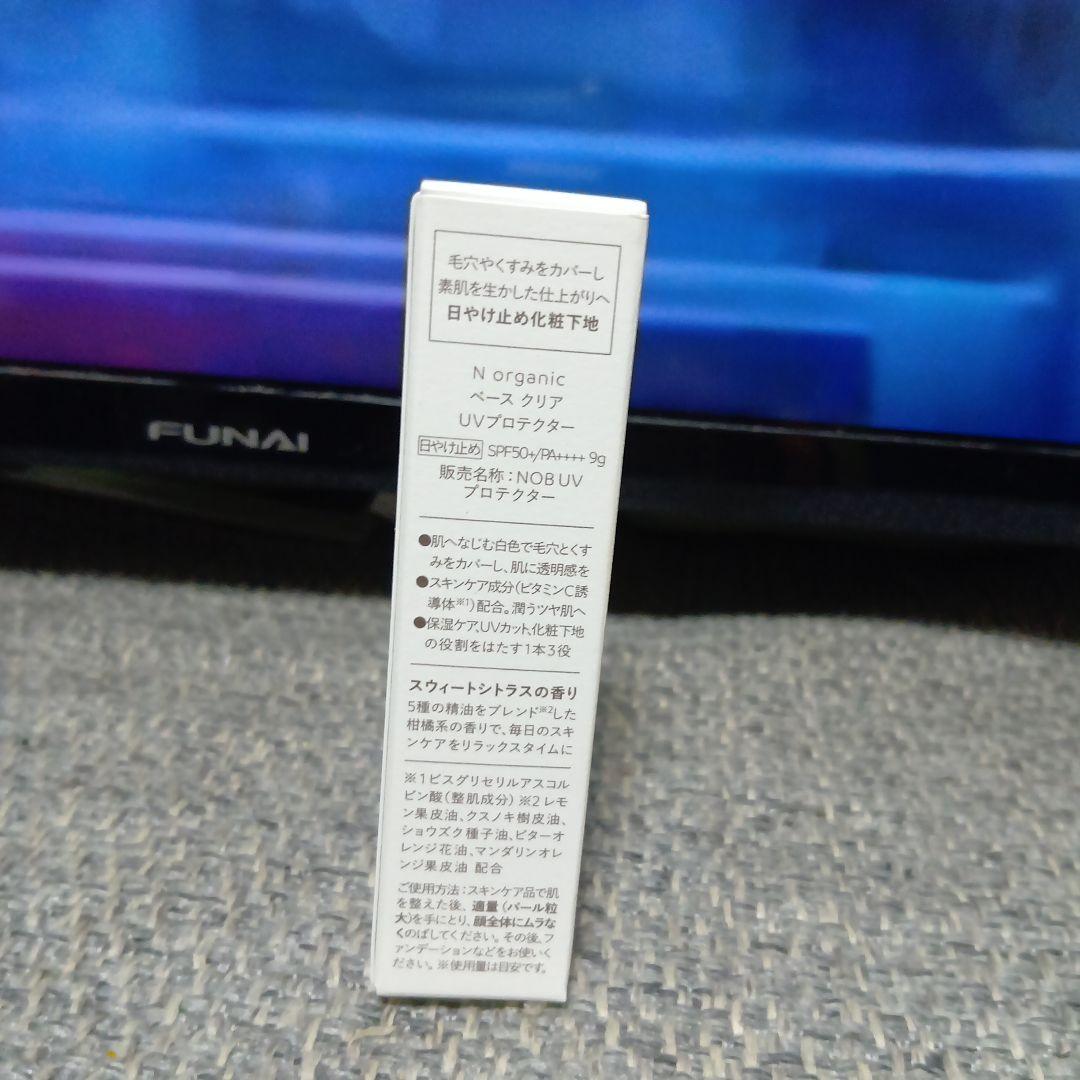 毛穴やくすみをカバーし
素肌を生かした仕上がりへ
日やけ止め化粧下地
N organic
ベース クリア
UVプロテクター
日やけ止め SPF50+/PA++++ 9g
販売名称：NOB UV
プロテクター
●肌へなじむ白色で毛穴とくす
みをカバーし、肌に透明感を
●スキンケア成分（ビタミンC誘
導体※1）配合。潤うツヤ肌へ
●保湿ケア,UVカット,化粧下地
の役割をはたす1本3役
スウィートシトラスの香り
5種の精油をブレンド※2した
柑橘系の香りで、毎日のスキ
ンケアをリラックスタイムに
※1ビスグリセリルアスコル
ビン酸（整肌成分）※2レモ
ン果皮油、クスノキ樹皮油、
ショウズク種子油、ビターオ
レンジ花油、マンダリンオレ
ンジ果皮油 配合
ご使用方法：スキンケア品で肌
を整えた後、適量（パール粒
大）を手にとり、顔全体にムラな
くのばしてください。その後、フ
ァンデーションなどをお使いく
ださい。※使用量は目安です。
FUNAI